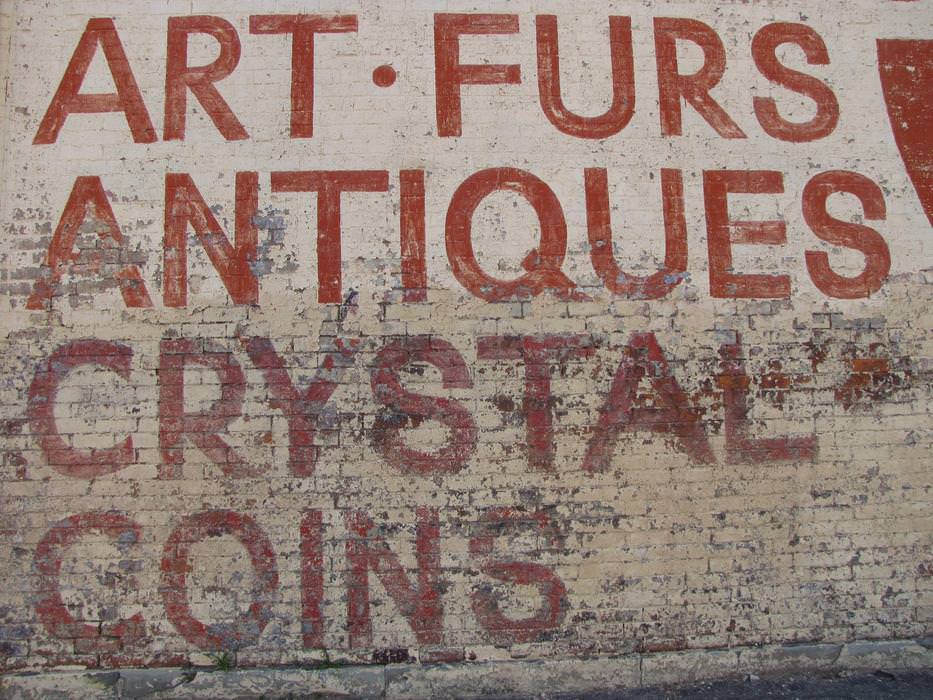 ART · FURS
ANTIQUES
CRYSTAL
COINS